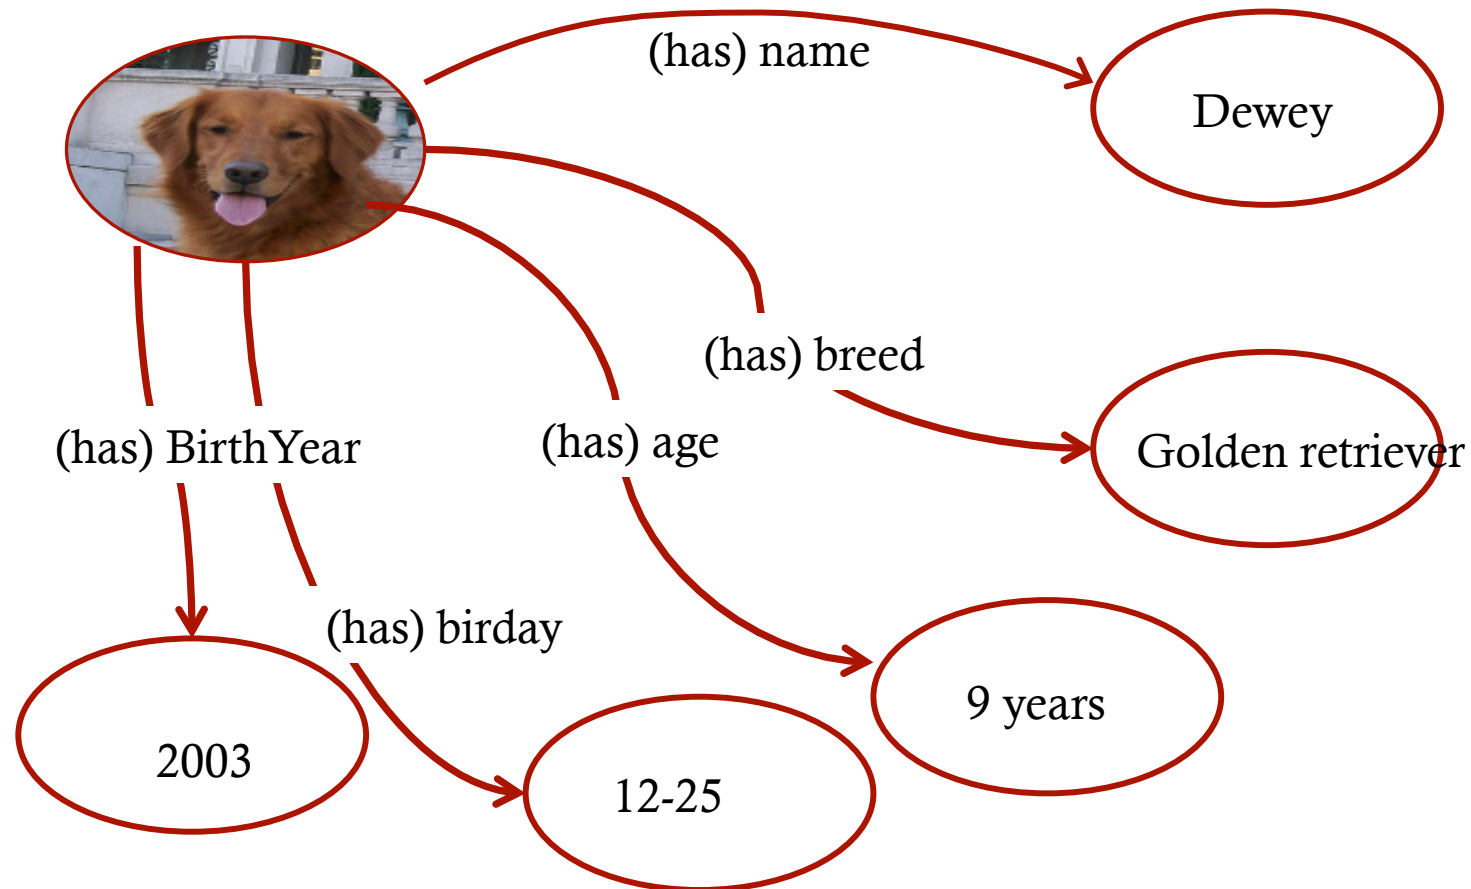 (has) name
Dewey
(has) breed
Golden retriever
(has) BirthYear
(has) age
(has) birday
9 years
2003
12-25